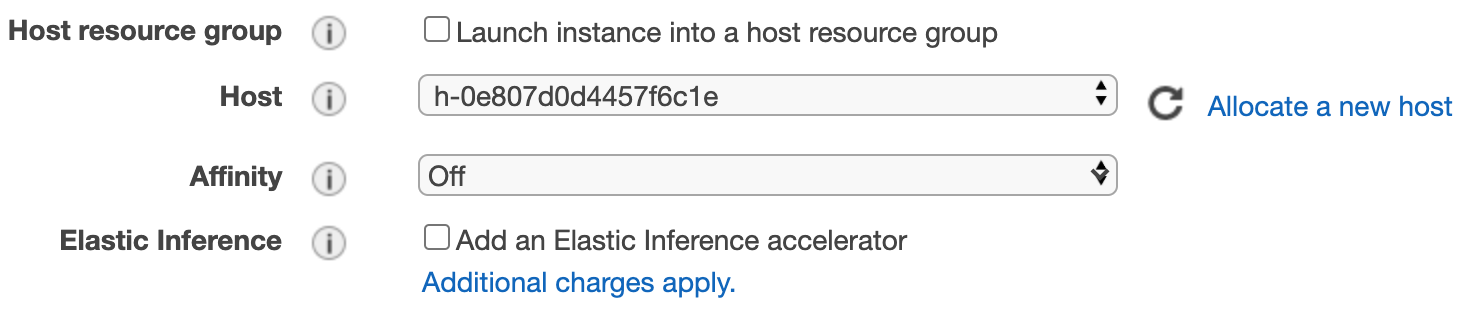 Host resource group Launch instance into a host resource group
Host h-0e807d0d4457f6c1e Allocate a new host
Affinity Off
Elastic Inference Add an Elastic Inference accelerator
Additional charges apply.